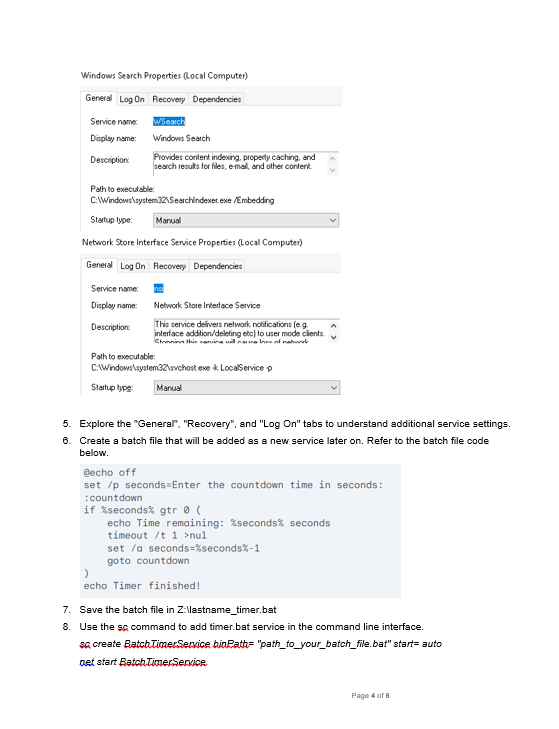 Windows Search Properties (Local Computer)
General Log On Recovery Dependencies
Service name: WSearch
Display name: Windows Search
Description: Provides content indexing, property caching, and
search results for files, e-mail, and other content.
Path to executable:
C:\Windows\system32\SearchIndexer.exe /Embedding
Startup type: Manual
Network Store Interface Service Properties (Local Computer)
General Log On Recovery Dependencies
Service name: nsi
Display name: Network Store Interface Service
Description: This service delivers network notifications (e.g.
interface addition/deleting etc) to user mode clients.
Stopping this service will cause loss of network
Path to executable:
C:\Windows\system32\svchost.exe -k LocalService -p
Startup type: Manual
5. Explore the "General", "Recovery", and "Log On" tabs to understand additional service settings.
6. Create a batch file that will be added as a new service later on. Refer to the batch file code
below.
@echo off
set /p seconds=Enter the countdown time in seconds:
:countdown
if %seconds% gtr 0 (
echo Time remaining: %seconds% seconds
timeout /t 1 >nul
set /a seconds=%seconds%-1
goto countdown
)
echo Timer finished!
7. Save the batch file in Z:\lastname_timer.bat
8. Use the sc command to add timer.bat service in the command line interface.
sc create BatchTimerService binPath= "path_to_your_batch_file.bat" start= auto
net start BatchTimerService
Page 4 of 8